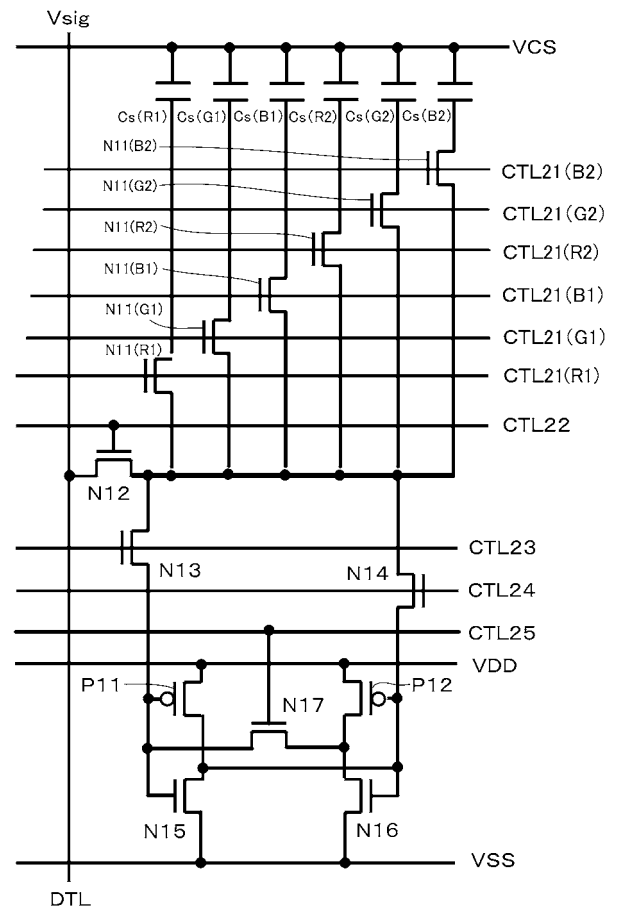 Vsig
VCS
Cs(R1) Cs(G1) Cs(B1) Cs(R2) Cs(G2) Cs(B2)
N11(B2)
CTL21(B2)
N11(G2)
CTL21(G2)
N11(R2)
CTL21(R2)
N11(B1)
CTL21(B1)
N11(G1)
CTL21(G1)
N11(R1)
CTL21(R1)
CTL22
N12
CTL23
N13
N14
CTL24
CTL25
VDD
P11
N17
P12
N15
N16
VSS
DTL